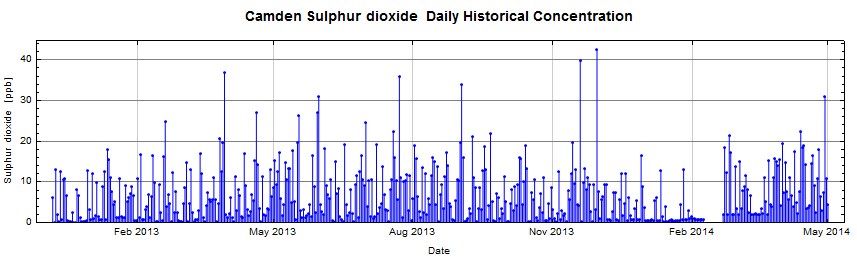 Camden Sulphur dioxide Daily Historical Concentration
Sulphur dioxide [ppb]
40
30
20
10
0
Feb 2013 May 2013 Aug 2013 Nov 2013 Feb 2014 May 2014
Date